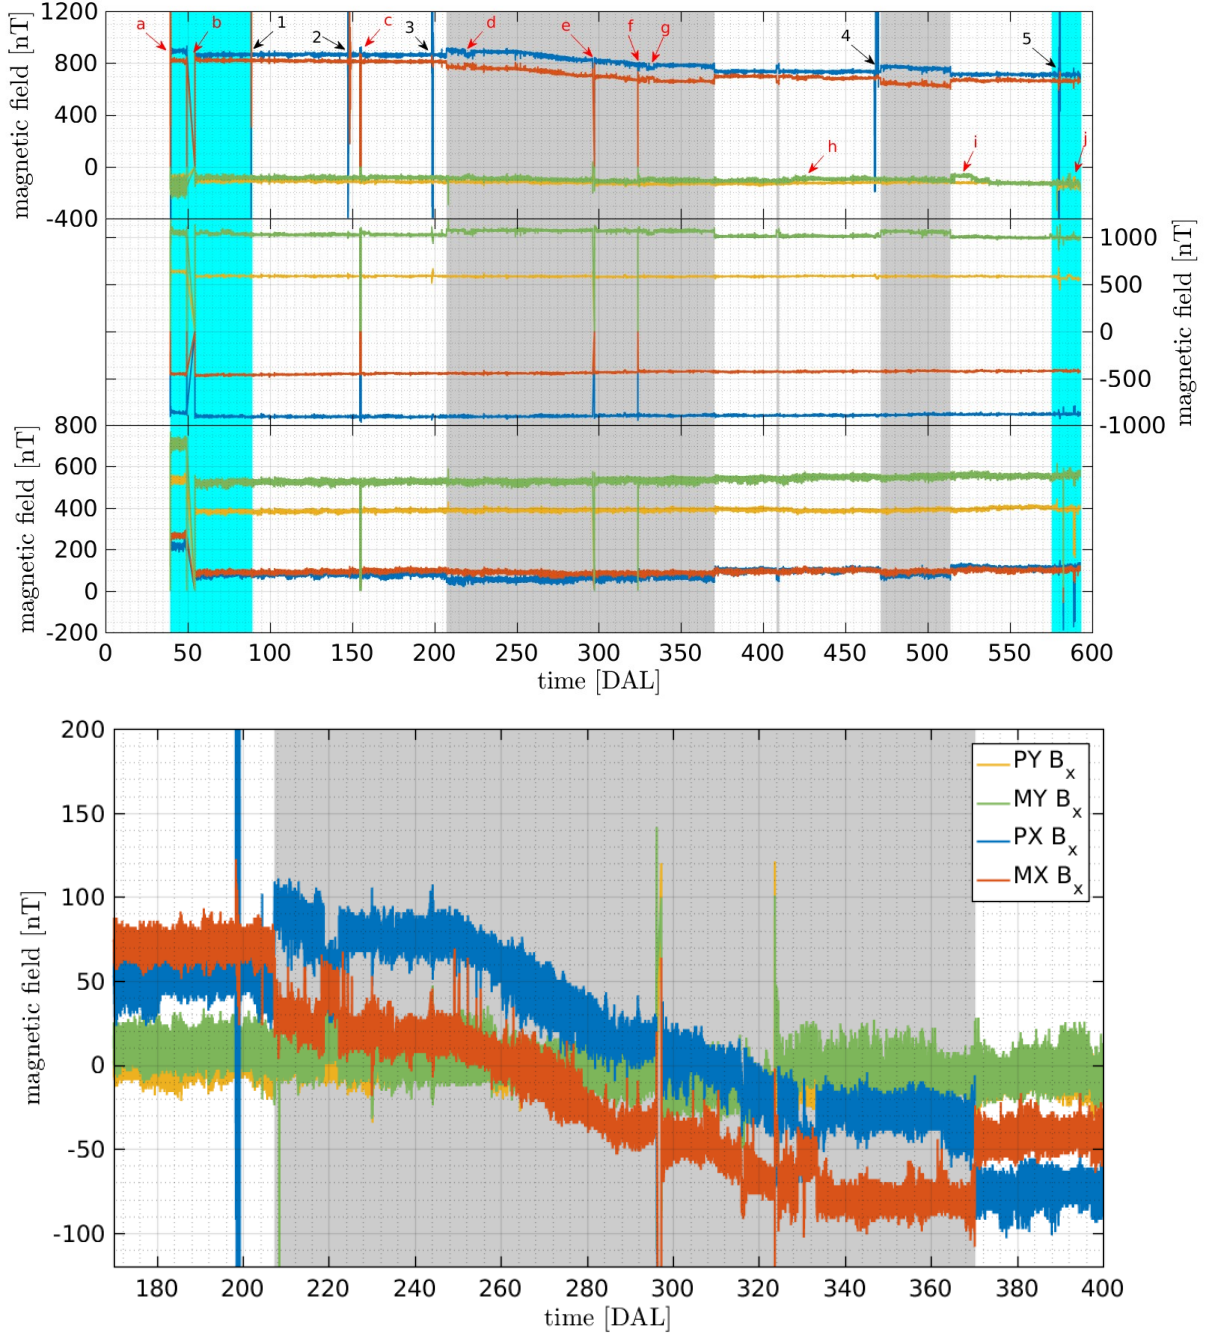 1200
800
400
0
-400
magnetic field [nT]
a
b
1
2
c
3
d
e
f
g
4
5
h
i
j
1000
500
0
-500
-1000
magnetic field [nT]
800
600
400
200
0
-200
magnetic field [nT]
0 50 100 150 200 250 300 350 400 450 500 550 600
time [DAL]
200
150
100
50
0
-50
-100
magnetic field [nT]
PY Bx
MY Bx
PX Bx
MX Bx
180 200 220 240 260 280 300 320 340 360 380 400
time [DAL]